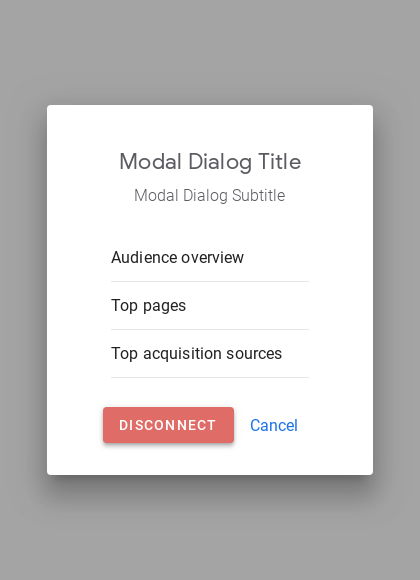 Modal Dialog Title
Modal Dialog Subtitle
Audience overview
Top pages
Top acquisition sources
DISCONNECT Cancel